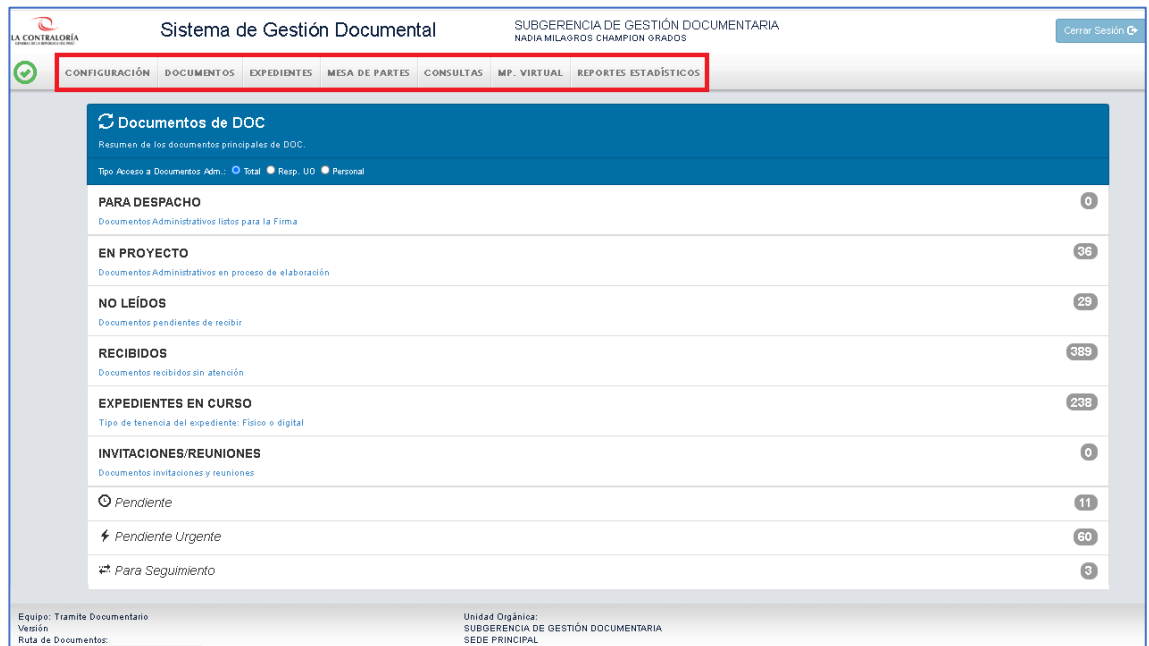 LA CONTRALORÍA
GENERAL DE LA REPÚBLICA DEL PERÚ
Sistema de Gestión Documental
SUBGERENCIA DE GESTIÓN DOCUMENTARIA
NADIA MILAGROS CHAMPION GRADOS
Cerrar Sesión
CONFIGURACIÓN DOCUMENTOS EXPEDIENTES MESA DE PARTES CONSULTAS MP. VIRTUAL REPORTES ESTADÍSTICOS
Documentos de DOC
Resumen de los documentos principales de DOC.
Tipo Acceso a Documentos Adm.: Total Resp. UO Personal
PARA DESPACHO 0
Documentos Administrativos listos para la Firma
EN PROYECTO 36
Documentos Administrativos en proceso de elaboración
NO LEÍDOS 29
Documentos pendientes de recibir
RECIBIDOS 389
Documentos recibidos sin atención
EXPEDIENTES EN CURSO 238
Tipo de tenencia del expediente: Físico o digital
INVITACIONES/REUNIONES 0
Documentos invitaciones y reuniones
Pendiente 11
Pendiente Urgente 60
Para Seguimiento 3
Equipo: Tramite Documentario
Versión
Ruta de Documentos:
Unidad Orgánica:
SUBGERENCIA DE GESTIÓN DOCUMENTARIA
SEDE PRINCIPAL